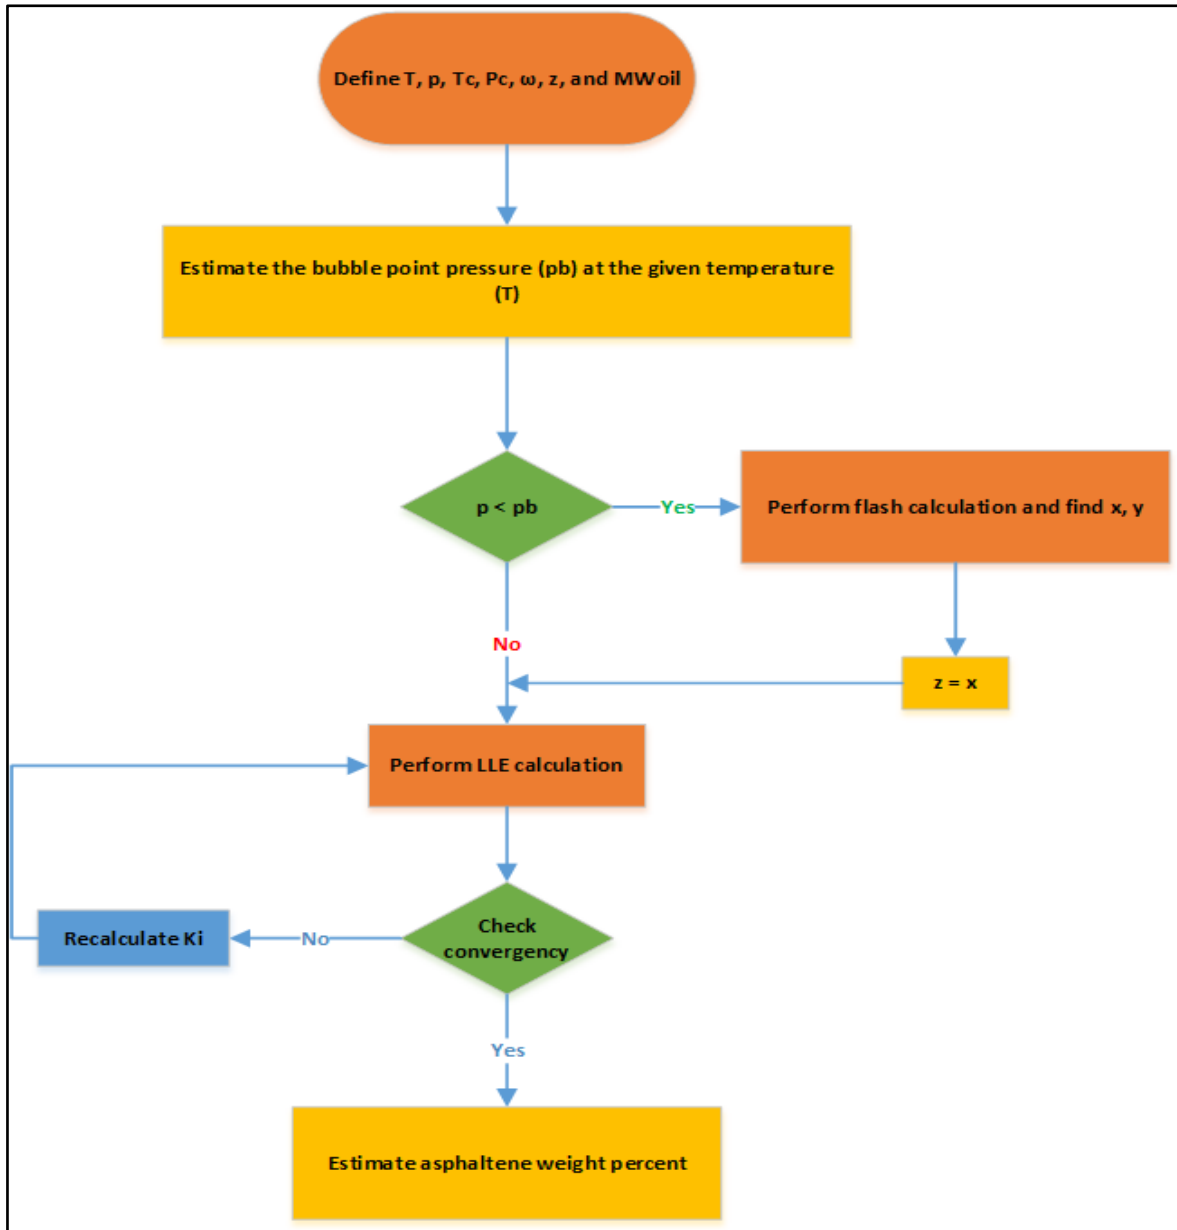 Define T, p, Tc, Pc, ω, z, and MWoil
Estimate the bubble point pressure (pb) at the given temperature
(T)
p < pb
Yes
Perform flash calculation and find x, y
No
z = x
Perform LLE calculation
Check
convergency
No
Recalculate Ki
Yes
Estimate asphaltene weight percent